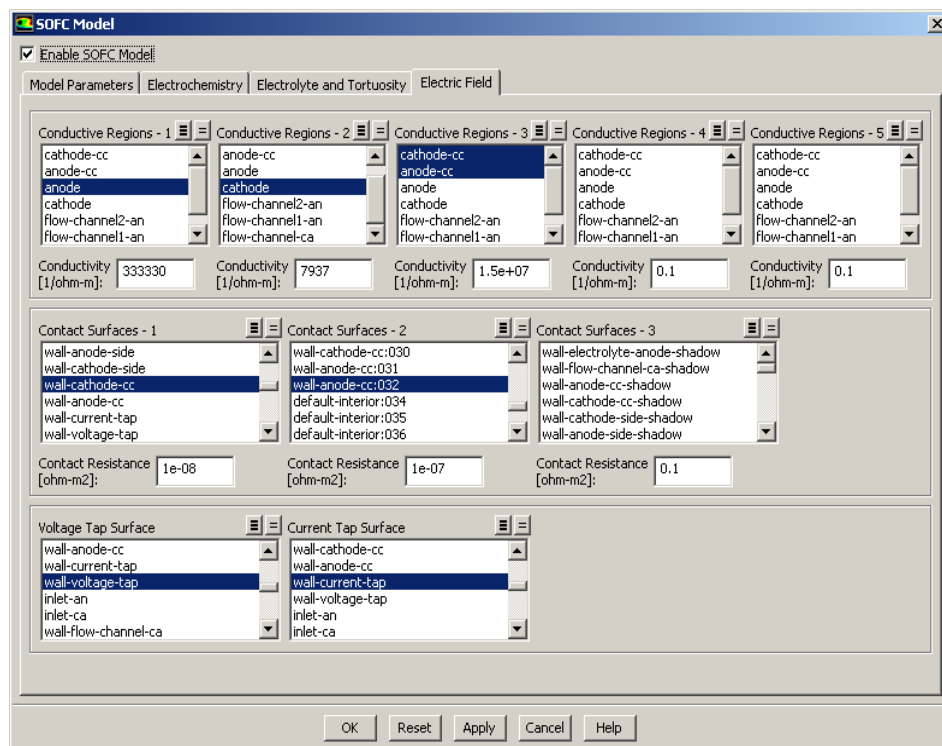 SOFC Model
Enable SOFC Model
Model Parameters Electrochemistry Electrolyte and Tortuosity Electric Field
Conductive Regions - 1 Conductive Regions - 2 Conductive Regions - 3 Conductive Regions - 4 Conductive Regions - 5
cathode-cc anode-cc cathode-cc cathode-cc cathode-cc
anode-cc anode anode-cc anode-cc anode-cc
anode cathode anode anode anode
cathode flow-channel2-an cathode cathode cathode
flow-channel2-an flow-channel1-an flow-channel2-an flow-channel2-an flow-channel2-an
flow-channel1-an flow-channel-ca flow-channel1-an flow-channel1-an flow-channel1-an
Conductivity 333330 Conductivity 7937 Conductivity 1.5e+07 Conductivity 0.1 Conductivity 0.1
[1/ohm-m]: [1/ohm-m]: [1/ohm-m]: [1/ohm-m]: [1/ohm-m]:
Contact Surfaces - 1 Contact Surfaces - 2 Contact Surfaces - 3
wall-anode-side wall-cathode-cc:030 wall-electrolyte-anode-shadow
wall-cathode-side wall-anode-cc:031 wall-flow-channel-ca-shadow
wall-cathode-cc wall-anode-cc:032 wall-anode-cc-shadow
wall-anode-cc default-interior:034 wall-cathode-cc-shadow
wall-current-tap default-interior:035 wall-cathode-side-shadow
wall-voltage-tap default-interior:036 wall-anode-side-shadow
Contact Resistance 1e-08 Contact Resistance 1e-07 Contact Resistance 0.1
[ohm-m2]: [ohm-m2]: [ohm-m2]:
Voltage Tap Surface Current Tap Surface
wall-anode-cc wall-cathode-cc
wall-current-tap wall-anode-cc
wall-voltage-tap wall-current-tap
inlet-an wall-voltage-tap
inlet-ca inlet-an
wall-flow-channel-ca inlet-ca
OK Reset Apply Cancel Help